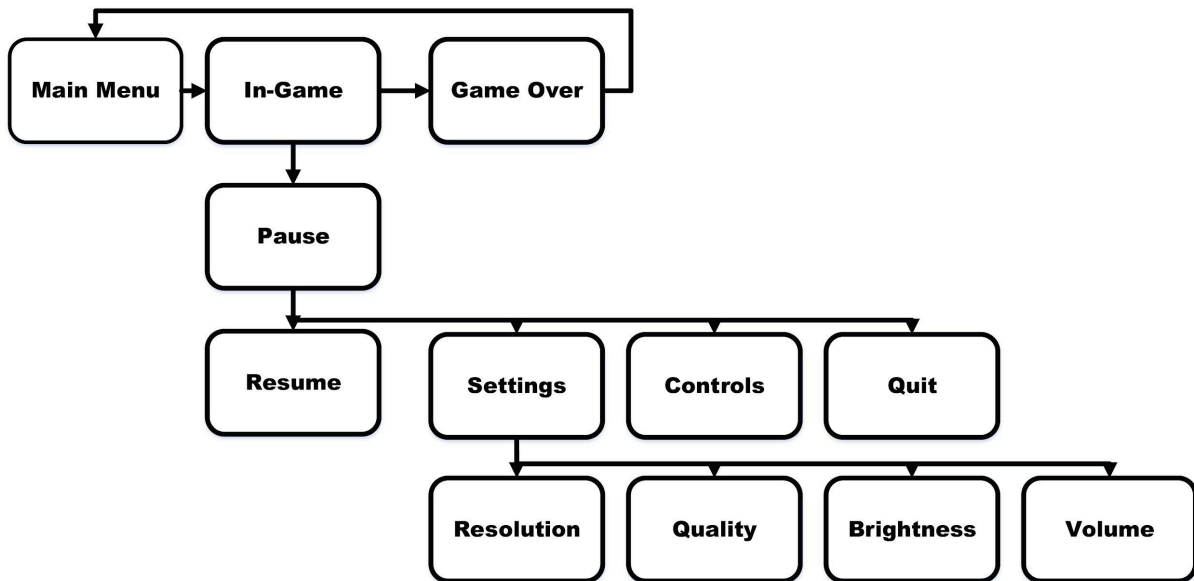 Main Menu
In-Game
Game Over
Pause
Resume
Settings
Controls
Quit
Resolution
Quality
Brightness
Volume